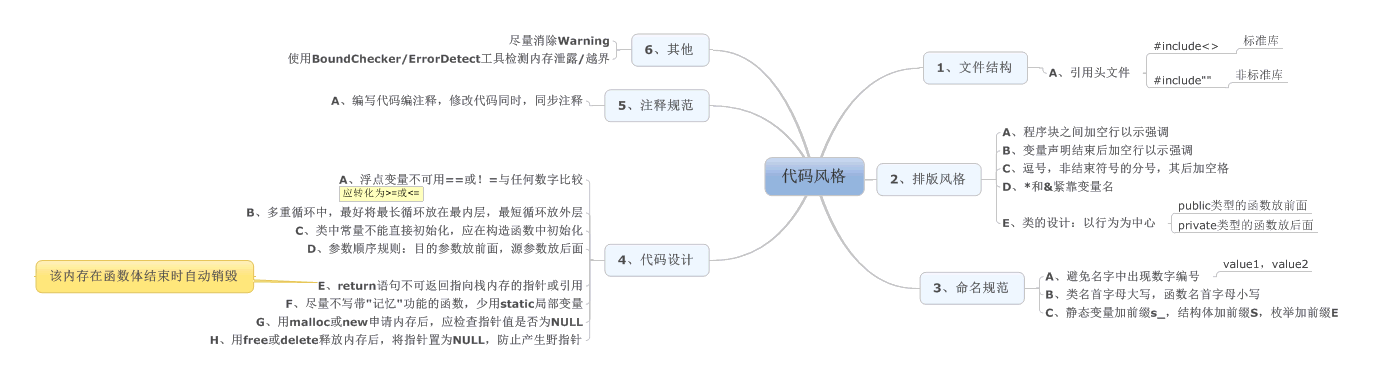 代码风格
1、文件结构
A、引用头文件
#include<>
标准库
#include""
非标准库
2、排版风格
A、程序块之间加空行以示强调
B、变量声明结束后加空行以示强调
C、逗号，非结束符号的分号，其后加空格
D、*和&紧靠变量名
E、类的设计：以行为为中心
public类型的函数放前面
private类型的函数放后面
3、命名规范
A、避免名字中出现数字编号
value1，value2
B、类名首字母大写，函数名首字母小写
C、静态变量加前缀s_，结构体加前缀S，枚举加前缀E
4、代码设计
A、浮点变量不可用==或！=与任何数字比较
应转化为>=或<=
B、多重循环中，最好将最长循环放在最内层，最短循环放外层
C、类中常量不能直接初始化，应在构造函数中初始化
D、参数顺序规则：目的参数放前面，源参数放后面
E、return语句不可返回指向栈内存的指针或引用
该内存在函数体结束时自动销毁
F、尽量不写带"记忆"功能的函数，少用static局部变量
G、用malloc或new申请内存后，应检查指针值是否为NULL
H、用free或delete释放内存后，将指针置为NULL，防止产生野指针
5、注释规范
A、编写代码编注释，修改代码同时，同步注释
6、其他
尽量消除Warning
使用BoundChecker/ErrorDetect工具检测内存泄露/越界